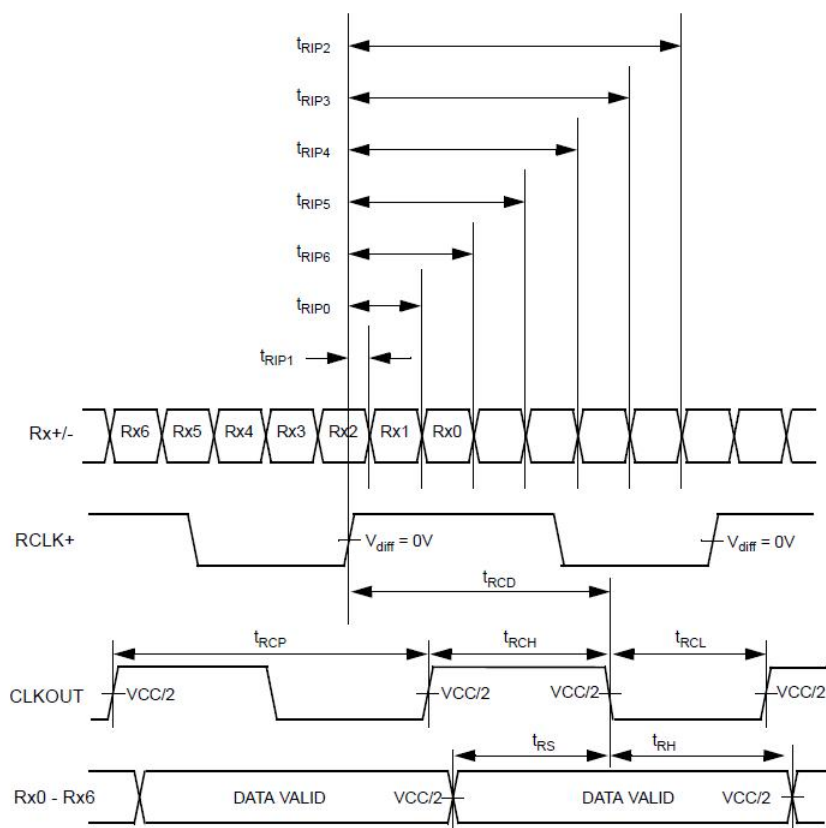 tRIP2
tRIP3
tRIP4
tRIP5
tRIP6
tRIP0
tRIP1
Rx+/- Rx6 Rx5 Rx4 Rx3 Rx2 Rx1 Rx0
RCLK+ Vdiff = 0V Vdiff = 0V
tRCD
tRCP tRCH tRCL
CLKOUT VCC/2 VCC/2 VCC/2 VCC/2
tRS tRH
Rx0 - Rx6 DATA VALID VCC/2 DATA VALID VCC/2